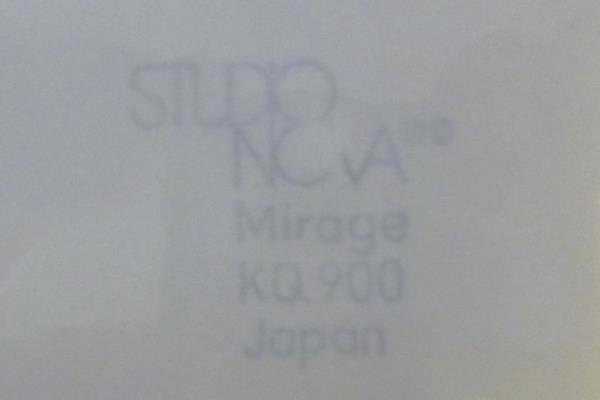 STUDIO
NOVA
Mirage
KQ 900
Japan